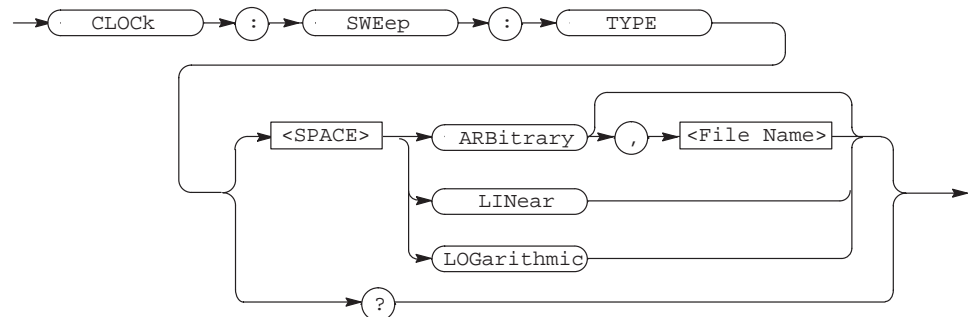 CLOCk : SWEep : TYPE
<SPACE> ARBitrary , <File Name>
LINear
LOGarithmic
?